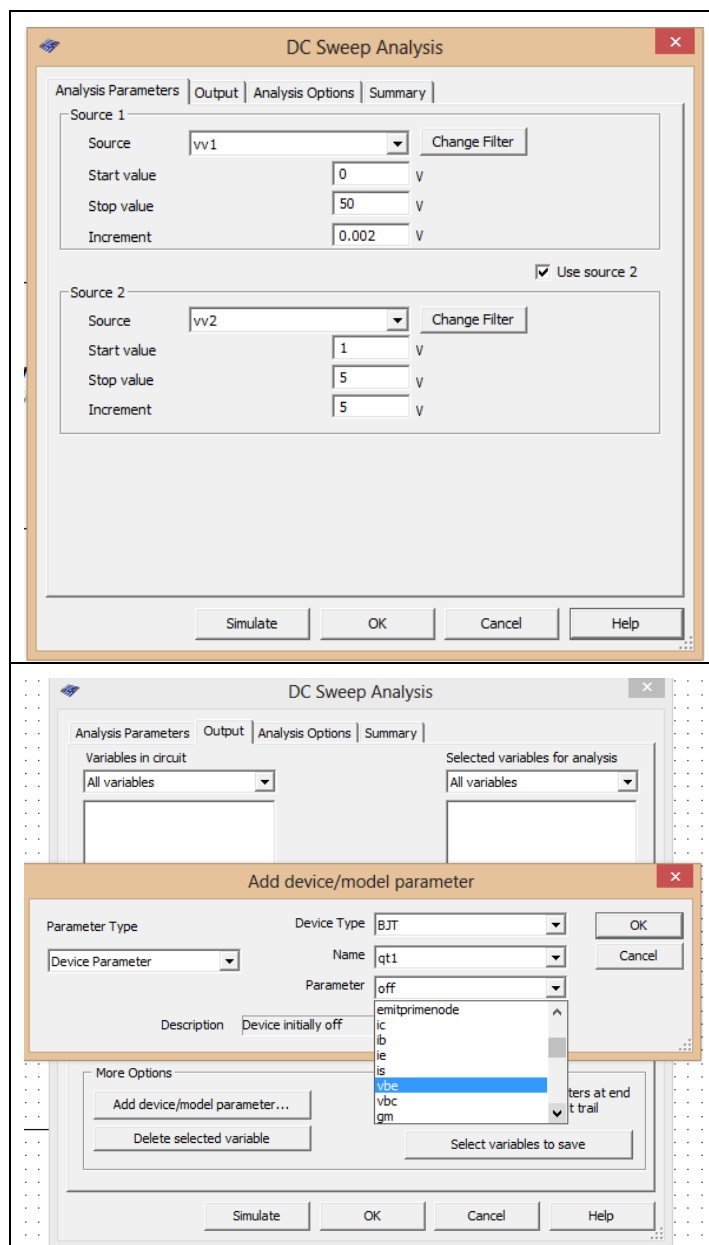 DC Sweep Analysis
Analysis Parameters Output Analysis Options Summary
Source 1
Source vv1 Change Filter
Start value 0 V
Stop value 50 V
Increment 0.002 V
Use source 2
Source 2
Source vv2 Change Filter
Start value 1 V
Stop value 5 V
Increment 5 V
Simulate OK Cancel Help
DC Sweep Analysis
Analysis Parameters Output Analysis Options Summary
Variables in circuit Selected variables for analysis
All variables All variables
Add device/model parameter
Parameter Type Device Type BJT OK
Device Parameter Name qt1 Cancel
Parameter off
Description Device initially off
emitprimenode
ic
ib
ie
is
vbe
vbc
gm
More Options
Add device/model parameter... ters at end
t trail
Delete selected variable Select variables to save
Simulate OK Cancel Help